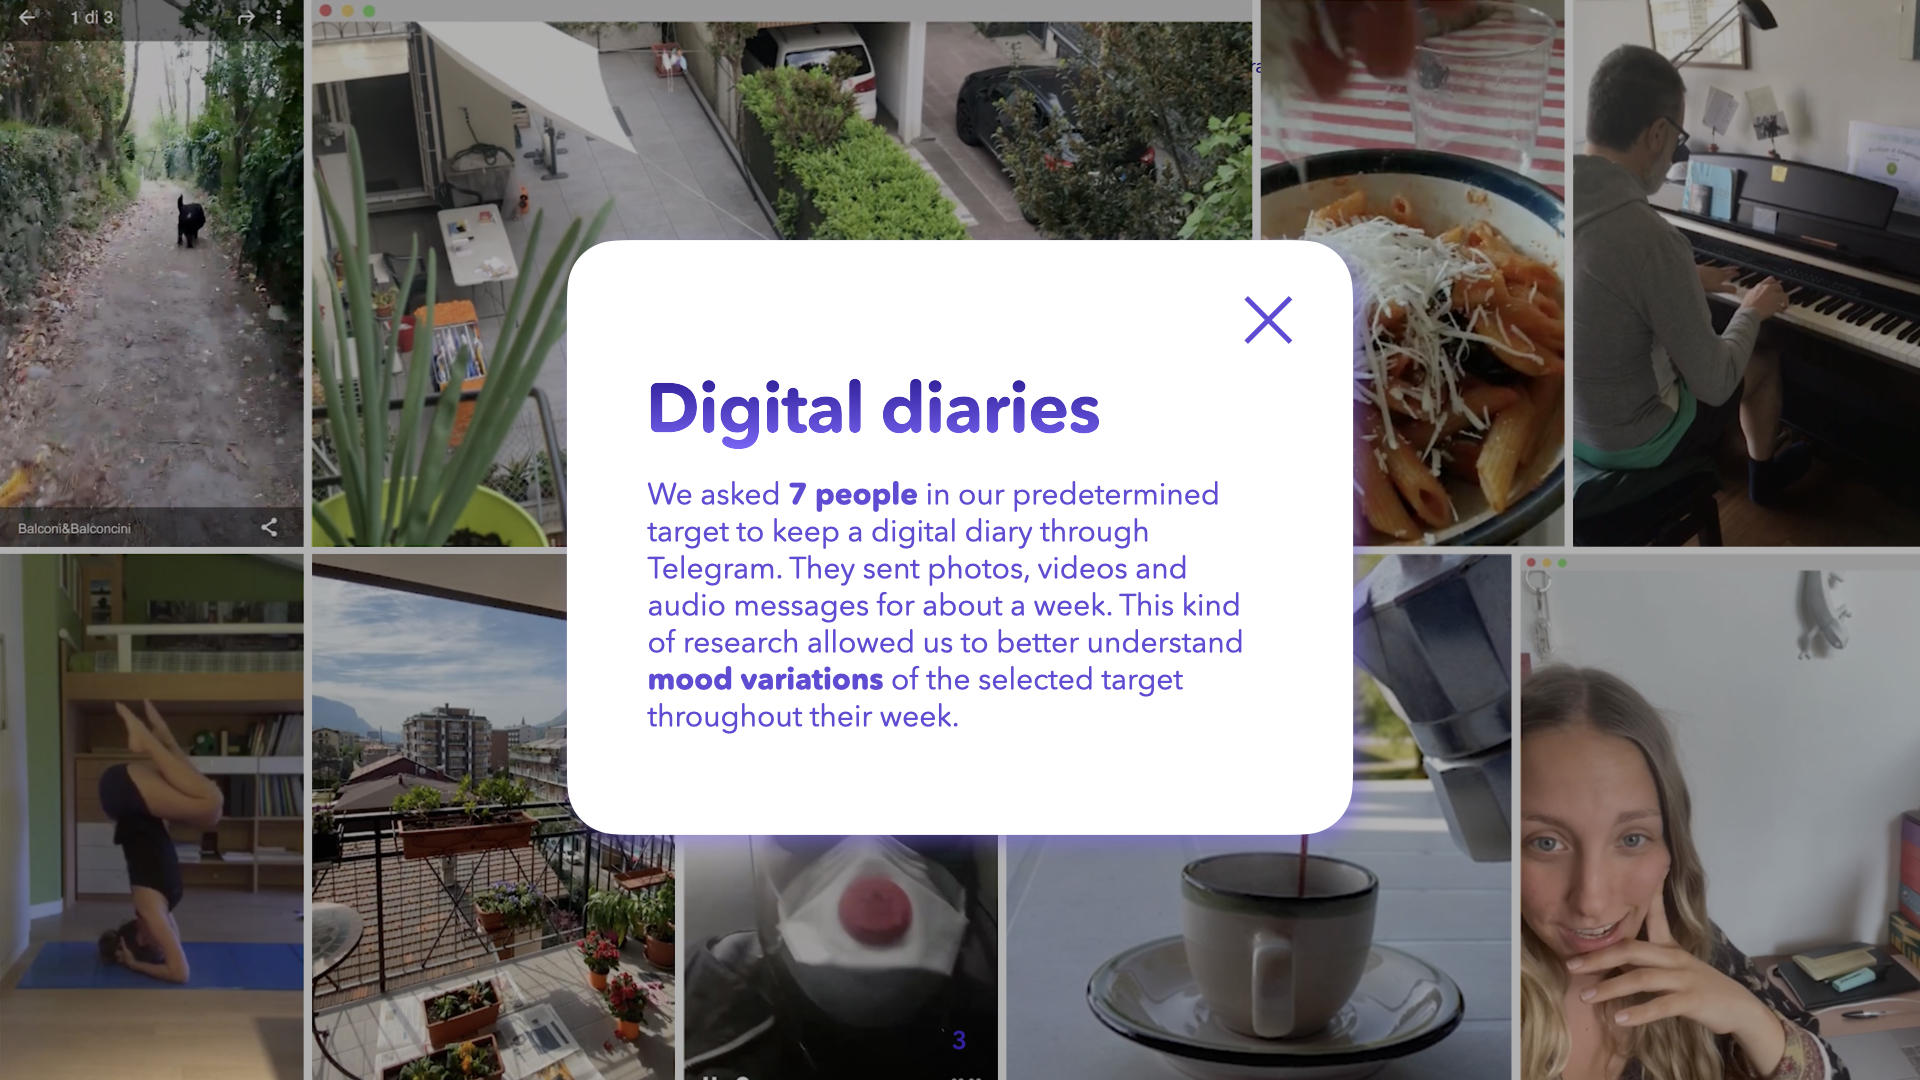 1 di 3
Balconi&Balconcini
Digital diaries
We asked 7 people in our predetermined
target to keep a digital diary through
Telegram. They sent photos, videos and
audio messages for about a week. This kind
of research allowed us to better understand
mood variations of the selected target
throughout their week.
3